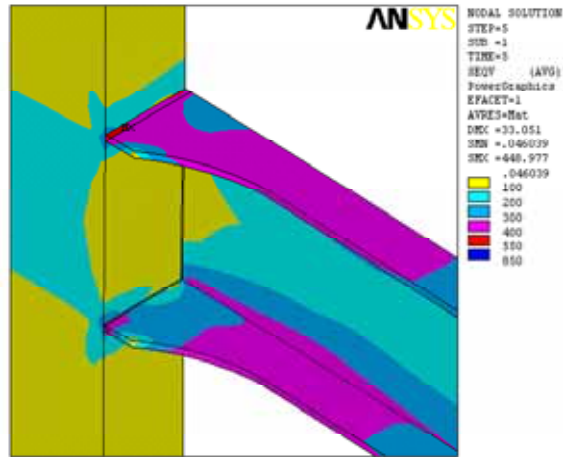 ANSYS
NODAL SOLUTION
STEP=5
SUB =1
TIME=5
SEQV (AVG)
PowerGraphics
EFACET=1
AVRES=Mat
DMX =33.051
SMN =.046039
SMX =448.977
.046039
100
200
300
400
550
850